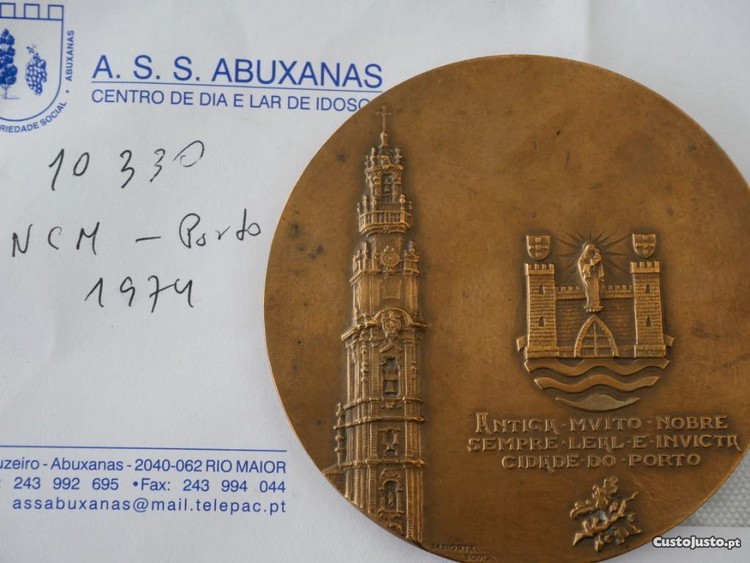 · ABUXANAS
RIEDADE SOCIAL ·
A. S. S. ABUXANAS
CENTRO DE DIA E LAR DE IDOSO
10 330
NCM – Porto
1974
uzeiro - Abuxanas - 2040-062 RIO MAIOR
243 992 695 •Fax: 243 994 044
assabuxanas@mail.telepac.pt
ANTIGA·MVITO·NOBRE
SEMPRE·LEAL·E·INVICTA
CIDADE·DO·PORTO
CustoJusto.pt